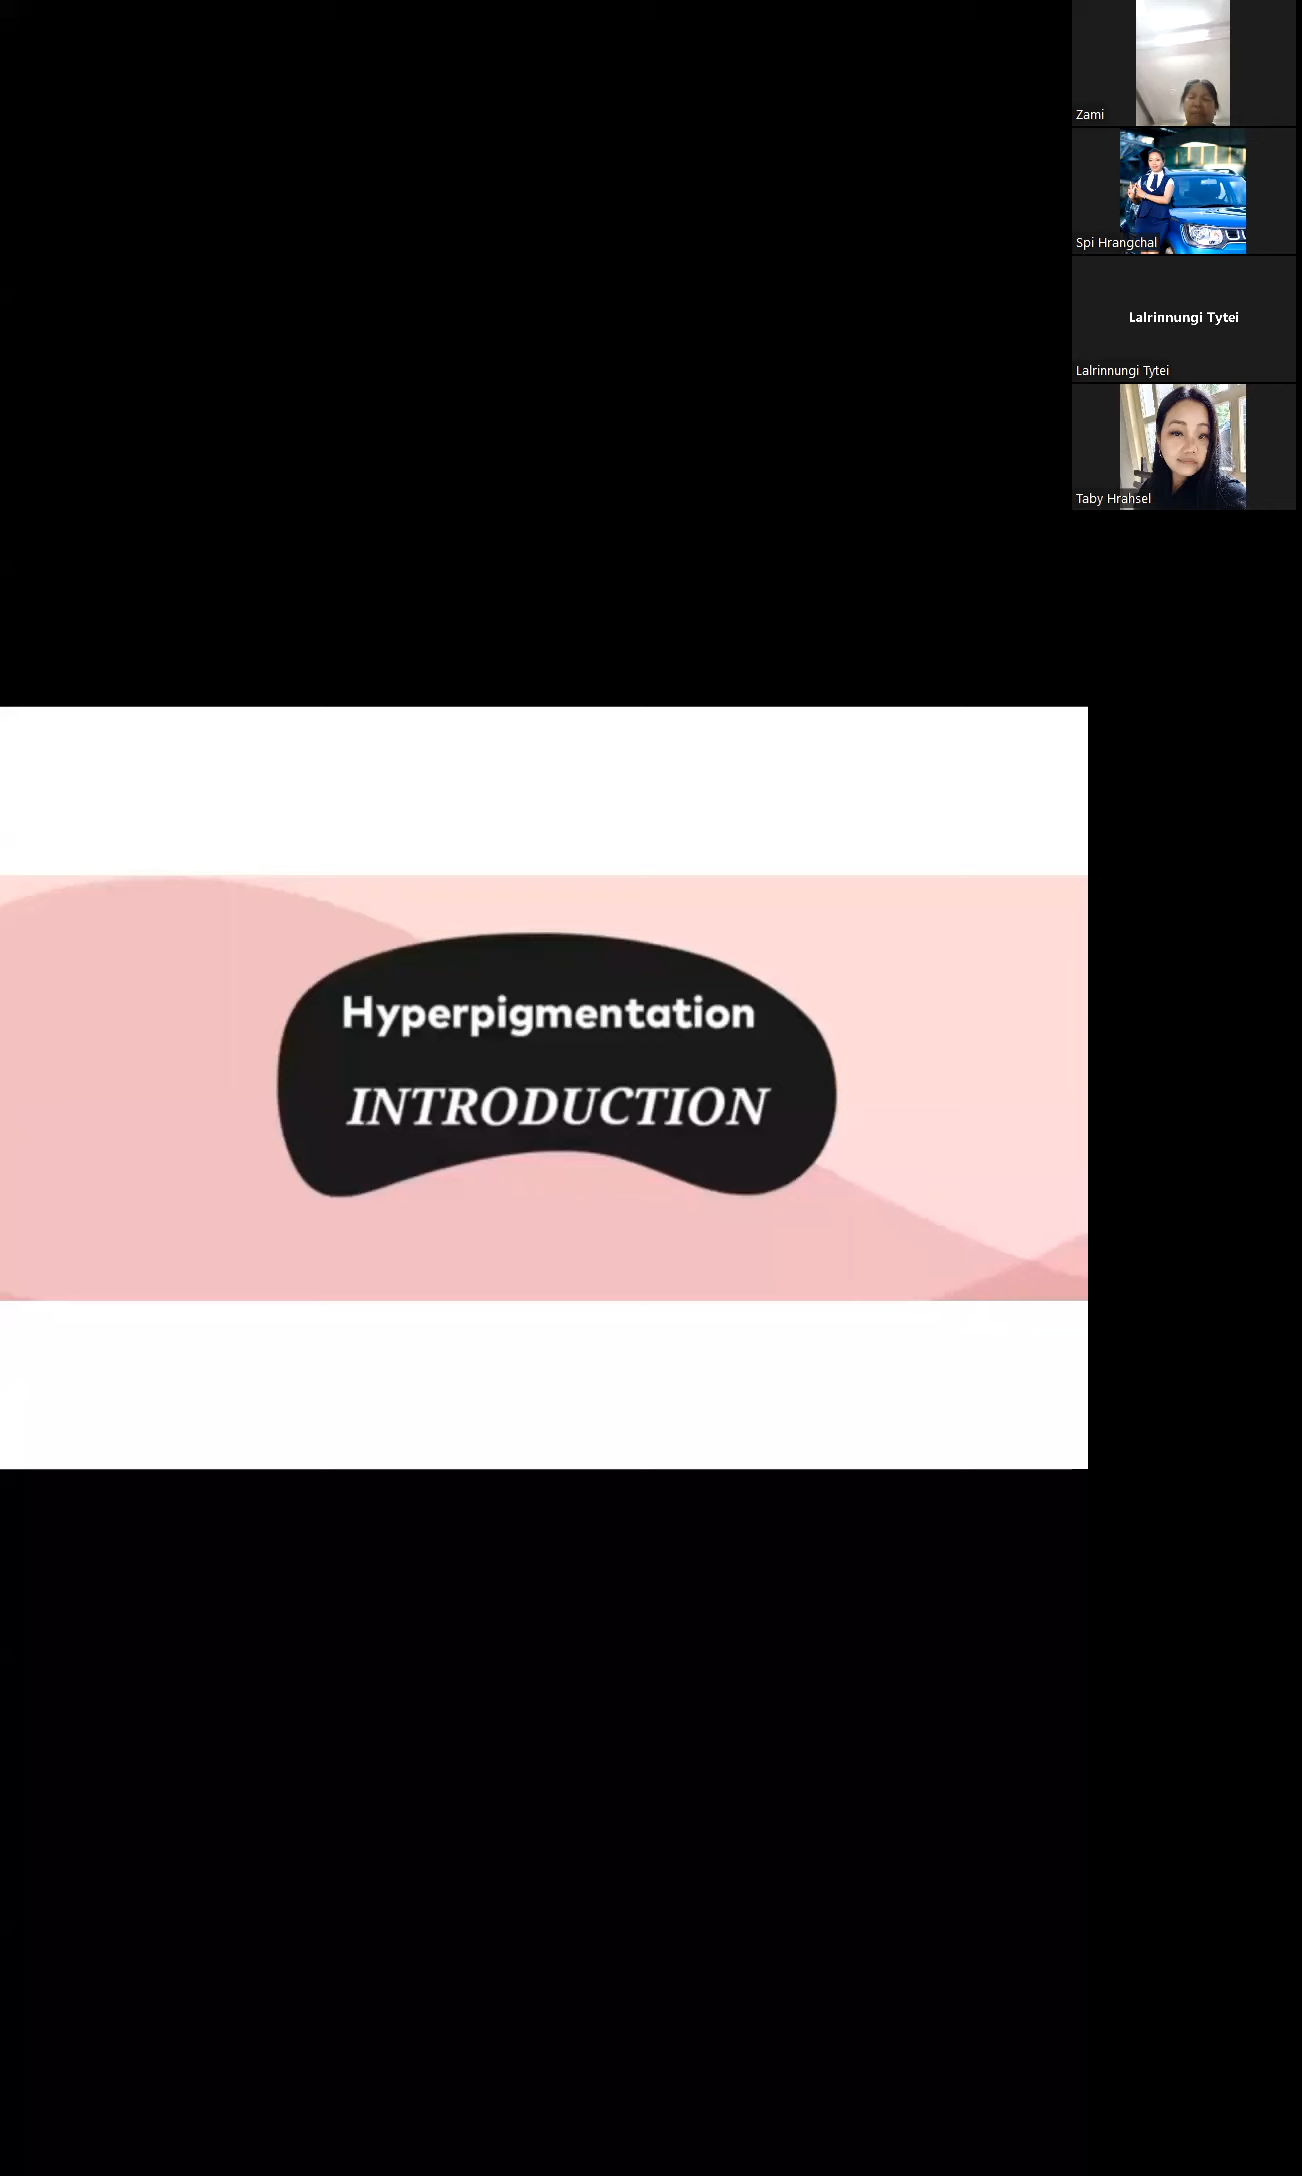 Zami
Spi Hrangchal
Lalrinnungi Tytei
Lalrinnungi Tytei
Taby Hrahsel
Hyperpigmentation
INTRODUCTION